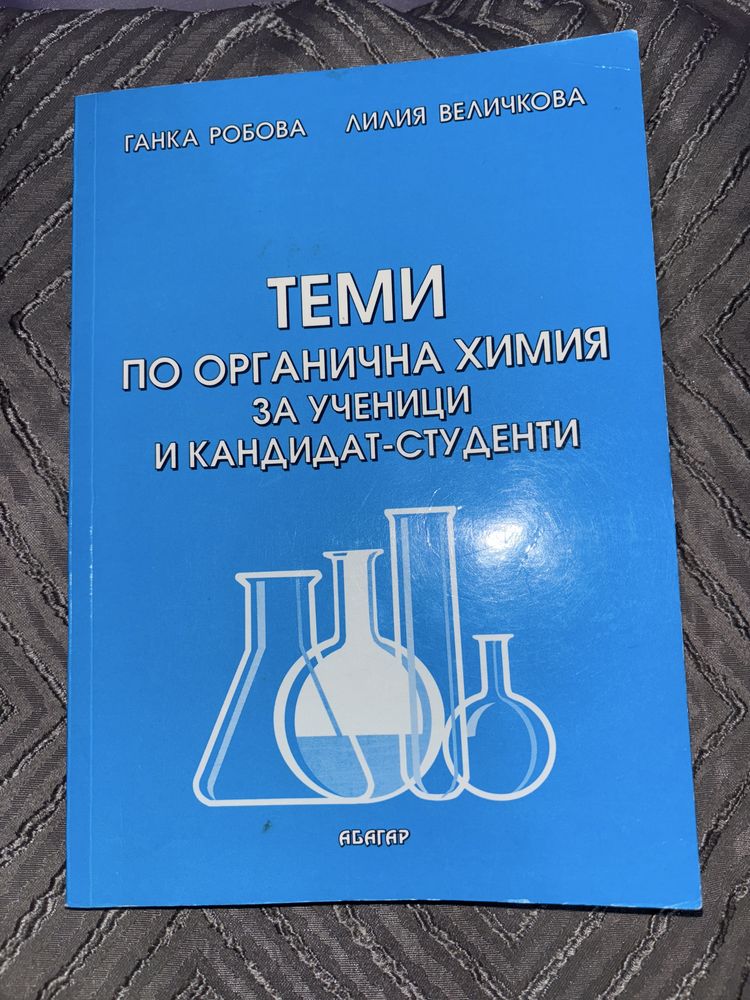 ГАНКА РОБОВА ЛИЛИЯ ВЕЛИЧКОВА
ТЕМИ
ПО ОРГАНИЧНА ХИМИЯ
ЗА УЧЕНИЦИ
И КАНДИДАТ-СТУДЕНТИ
АБАГАР